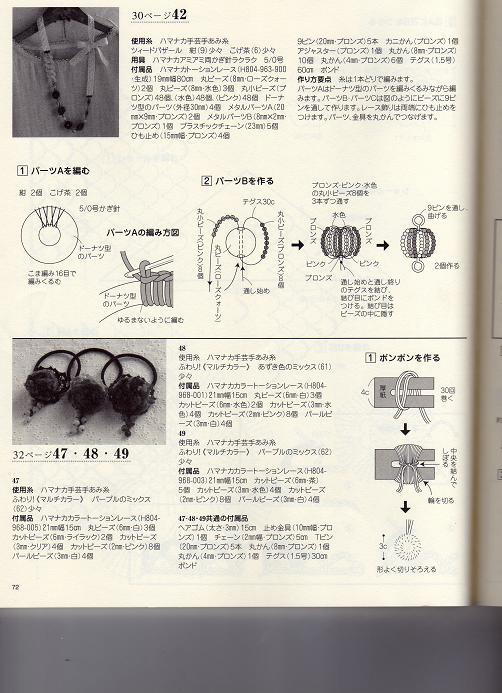 30ページ42
使用糸 ハマナカ手芸手あみ糸
ツィードバザール 紺(9)少々 こげ茶(6)少々
用具 ハマナカアミアミ両かぎ針ラクラク 5/0号
付属品 ハマナカトーションレース(H804-963-900
(生成)19mm幅80cm 丸ビーズ(8mm・ローズクォー
ツ)2個 丸ビーズ(8mm・水色)3個 丸小ビーズ(ブ
ロンズ)48個、(水色)48個、(ピンク)48個 ドーナ
ツ型のパーツ(外径30mm)4個 メタルパーツA(20
mm×9mm・ブロンズ)2個 メタルパーツB(8mm×2mm・
ブロンズ)1個 プラスチックチェーン(23mm)5個
ひも止め(15mm幅・ブロンズ)4個
9ピン(20mm・ブロンズ)5本 カニかん(ブロンズ)1個
アジャスター(ブロンズ)1個 丸かん(8mm・ブロンズ)
10個 丸かん(4mm・ブロンズ)6個 テグス(1.5号)
60cm ボンド
作り方要点 糸は1本どりで編みます。
パーツAはドーナツ型のパーツを編みくるみながら編
みます。パーツB・パーツCは図のようにビーズに9ピ
ンを通して作ります。レース飾りは両端にひも止めを
つけます。パーツ、金具を丸かんでつなげます。
1 パーツAを編む
紺 2個 こげ茶 2個
5/0号かぎ針
ドーナツ型
のパーツ
こま編み16目で
編みくるむ
パーツAの編み方図
ドーナツ型
のパーツ
ゆるまないように編む
2 パーツBを作る
テグス30c
丸小ビーズ(ピンク)8個
丸ビーズ(ローズクォーツ)
丸小ビーズ(ブロンズ)8個
通し始め
ブロンズ・ピンク・水色
の丸小ビーズ8個を
3本ずつ通す
水色
ブロンズ
ブロンズ
ピンク
ピンク
ブロンズ
通し始めと通し終り
のテグスを結び、
結び目にボンドを
つける。結び目は
ビーズの中に隠す
9ピンを通し、
曲げる
2個作る
32ページ47・48・49
47
使用糸 ハマナカ手芸手あみ糸
ふわり!《マルチカラー》 パープルのミックス
(62)少々
付属品 ハマナカカラートーションレース(H804-
968-005)21mm幅15cm 丸ビーズ(6mm・白)3個
カットビーズ(6mm・ライラック)2個 カットビーズ
(3mm・クリア)4個 カットビーズ(2mm・ピンク)8個
パールビーズ(3mm・白)4個
48
使用糸 ハマナカ手芸手あみ糸
ふわり!《マルチカラー》 あずき色のミックス(61)
少々
付属品 ハマナカカラートーションレース(H804-
968-001)21mm幅15cm 丸ビーズ(6mm・白)3個
カットビーズ(6mm・水色)2個 カットビーズ(3mm・水
色)4個 カットビーズ(2mm・ピンク)8個 パールビ
ーズ(3mm・白)4個
49
使用糸 ハマナカ手芸手あみ糸
ふわり!《マルチカラー》 パープルのミックス(62)
少々
付属品 ハマナカカラートーションレース(H804-
968-003)21mm幅15cm カットビーズ(6mm・茶)
5個 カットビーズ(3mm・水色)4個 カットビーズ
(2mm・ピンク)8個 パールビーズ(3mm・白)4個
47・48・49共通の付属品
ヘアゴム(太さ・3mm)15cm 止め金具(10mm幅・ブロ
ンズ)1個 チェーン(2mm幅・ブロンズ)5cm Tピン
(20mm・ブロンズ)5本 丸かん(8mm・ブロンズ)1個
丸かん(4mm・ブロンズ)1個 テグス(1.5号)30cm
ボンド
1 ポンポンを作る
4c
厚紙
30回
巻く
中央を結んで
しぼる
輪を切る
3c
形よく切りそろえる
72